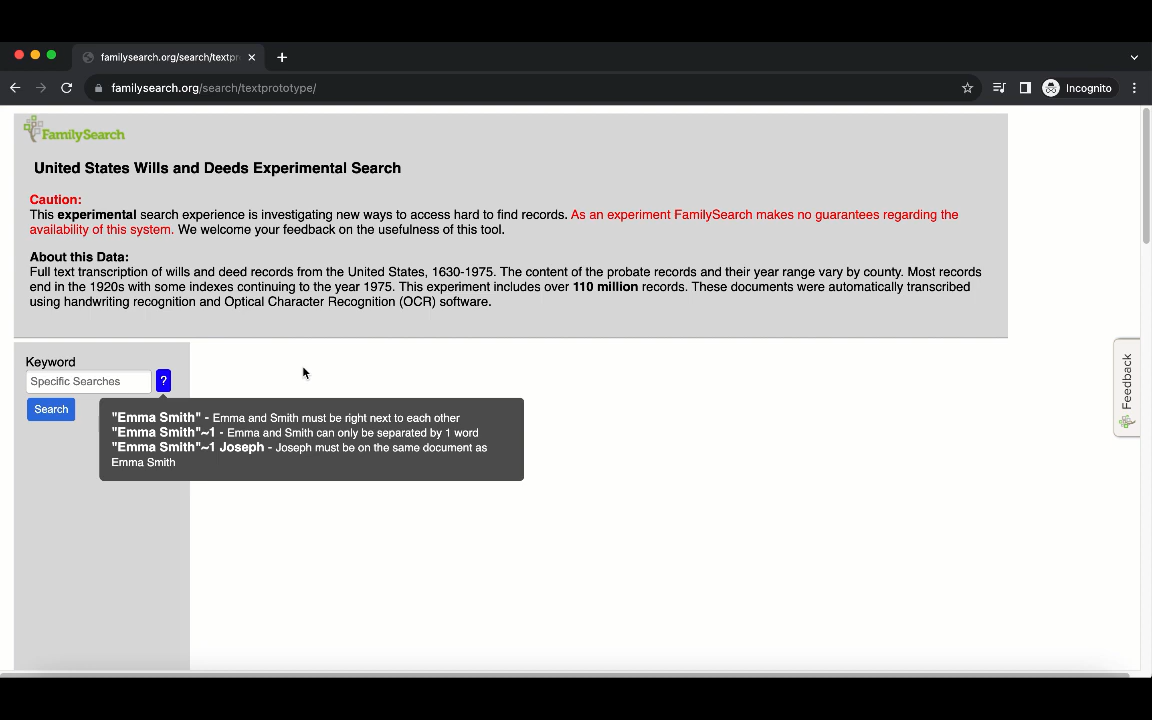 familysearch.org/search/textpr
familysearch.org/search/textprototype/
Incognito
FamilySearch
United States Wills and Deeds Experimental Search
Caution:
This experimental search experience is investigating new ways to access hard to find records. As an experiment FamilySearch makes no guarantees regarding the
availability of this system. We welcome your feedback on the usefulness of this tool.
About this Data:
Full text transcription of wills and deed records from the United States, 1630-1975. The content of the probate records and their year range vary by county. Most records
end in the 1920s with some indexes continuing to the year 1975. This experiment includes over 110 million records. These documents were automatically transcribed
using handwriting recognition and Optical Character Recognition (OCR) software.
Keyword
Specific Searches
?
Search
"Emma Smith" - Emma and Smith must be right next to each other
"Emma Smith"~1 - Emma and Smith can only be separated by 1 word
"Emma Smith"~1 Joseph - Joseph must be on the same document as
Emma Smith
Feedback